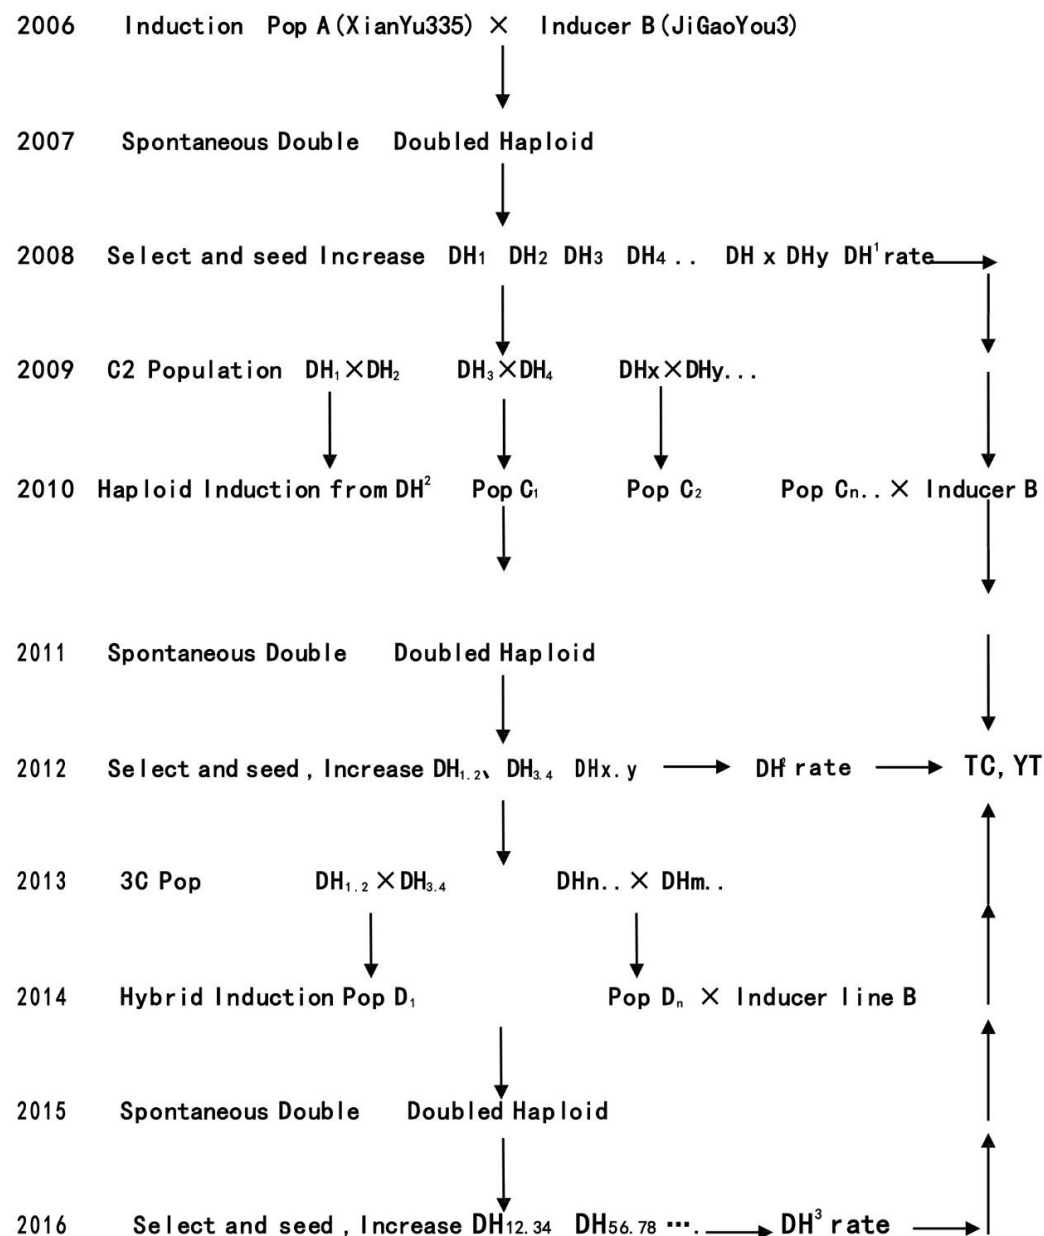 2006 Induction Pop A(XianYu335) × Inducer B(JiGaoYou3)
2007 Spontaneous Double Doubled Haploid
2008 Select and seed Increase DH₁ DH₂ DH₃ DH₄ .. DH x DHy DH¹ rate
2009 C2 Population DH₁×DH₂ DH₃×DH₄ DHx×DHy...
2010 Haploid Induction from DH² Pop C₁ Pop C₂ Pop Cn.. × Inducer B
2011 Spontaneous Double Doubled Haploid
2012 Select and seed , Increase DH₁.₂、 DH₃.₄ DHx.y DH² rate TC, YT
2013 3C Pop DH₁.₂ × DH₃.₄ DHn.. × DHm..
2014 Hybrid Induction Pop D₁ Pop Dₙ × Inducer line B
2015 Spontaneous Double Doubled Haploid
2016 Select and seed , Increase DH₁₂.₃₄ DH₅₆.₇₈ …. DH³ rate